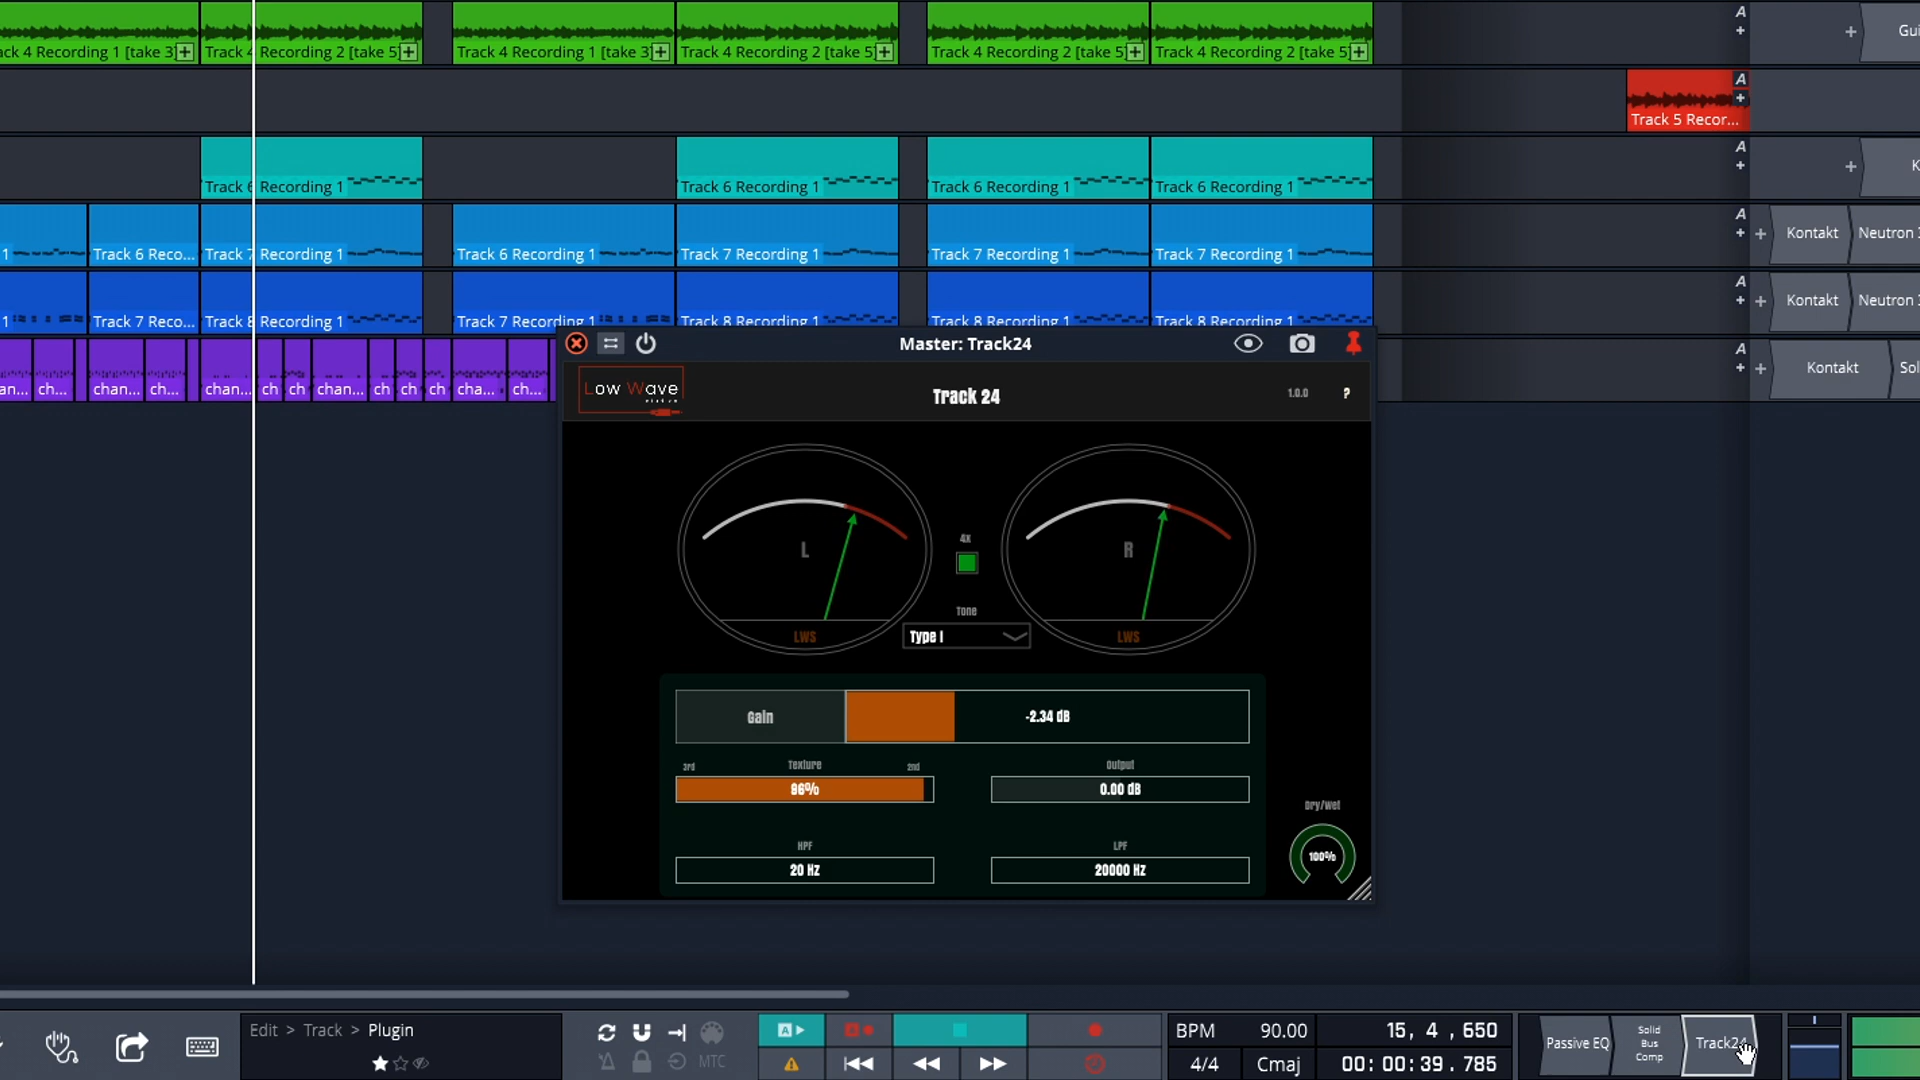 ack 4 Recording 1 [take 3]
Track 4 Recording 2 [take 5]
Track 4 Recording 1 [take 3]
Track 4 Recording 2 [take 5]
Track 4 Recording 2 [take 5]
Track 4 Recording 2 [take 5]
A
+
+
Gui
A
+
Track 5 Recor...
Track 6 Recording 1
Track 6 Recording 1
Track 6 Recording 1
Track 6 Recording 1
A
+
+
K
1
Track 6 Reco...
Track 7 Recording 1
Track 6 Recording 1
Track 7 Recording 1
Track 7 Recording 1
Track 7 Recording 1
A
+
+
Kontakt
Neutron 3
1
Track 7 Reco...
Track 8 Recording 1
Track 7 Recording 1
Track 8 Recording 1
Track 8 Recording 1
Track 8 Recording 1
A
+
+
Kontakt
Neutron 3
an...
ch...
chan...
ch...
chan...
ch
ch
chan...
ch
ch
ch
cha...
ch...
A
+
+
Kontakt
Sol
Master: Track24
Low Wave
Track 24
1.0.0
?
L
4X
R
Tone
Type I
LWS
LWS
Gain
-2.34 dB
3rd
Texture
2nd
Output
96%
0.00 dB
Dry/Wet
100%
HPF
LPF
20 Hz
20000 Hz
Edit > Track > Plugin
MTC
A
BPM
90.00
4/4
Cmaj
15, 4, 650
00:00:39.785
Passive EQ
Solid
Bus
Comp
Track24